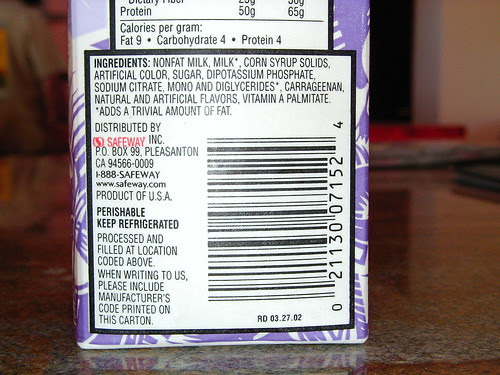 Dietary Fiber 25g 30g
Protein 50g 65g
Calories per gram:
Fat 9 • Carbohydrate 4 • Protein 4
INGREDIENTS: NONFAT MILK, MILK*, CORN SYRUP SOLIDS,
ARTIFICIAL COLOR, SUGAR, DIPOTASSIUM PHOSPHATE,
SODIUM CITRATE, MONO AND DIGLYCERIDES*, CARRAGEENAN,
NATURAL AND ARTIFICIAL FLAVORS, VITAMIN A PALMITATE.
*ADDS A TRIVIAL AMOUNT OF FAT.
DISTRIBUTED BY
SAFEWAY INC.
P.O. BOX 99, PLEASANTON
CA 94566-0009
1-888-SAFEWAY
www.safeway.com
PRODUCT OF U.S.A.
PERISHABLE
KEEP REFRIGERATED
PROCESSED AND
FILLED AT LOCATION
CODED ABOVE.
WHEN WRITING TO US,
PLEASE INCLUDE
MANUFACTURER'S
CODE PRINTED ON
THIS CARTON.
0 21130 07152 4
RD 03.27.02